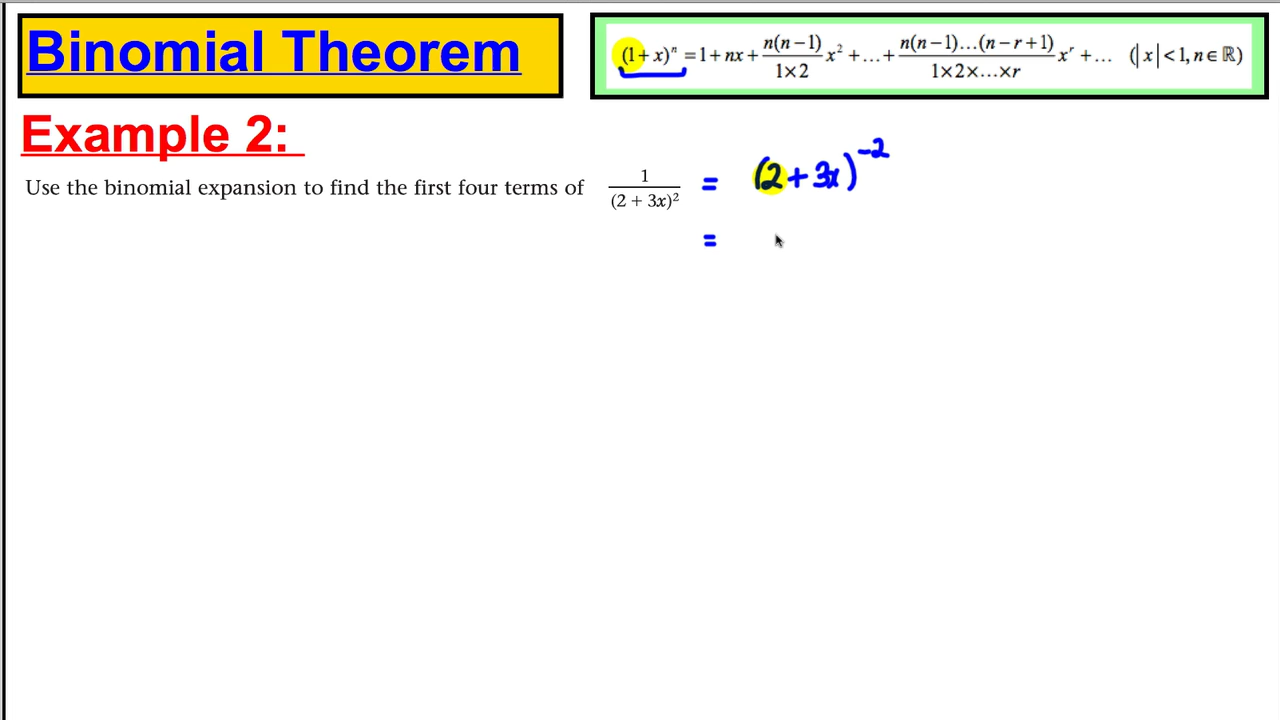 Binomial Theorem
(1 + x)ⁿ = 1 + nx + n(n−1)/1×2 x² + … + n(n−1)…(n−r+1)/1×2×…×r xʳ + … (|x|<1, n∈ℝ)
Example 2:
Use the binomial expansion to find the first four terms of 1/(2 + 3x)² = (2+3x)⁻²
=